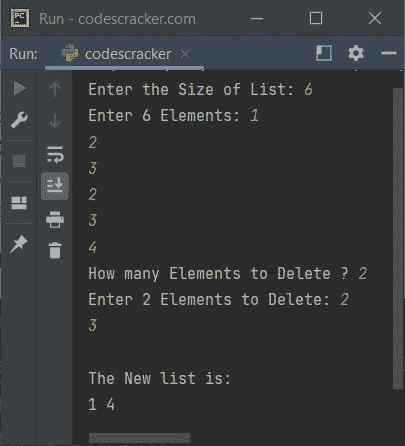 PC
Run - codescracker.com
Run: codescracker
Enter the Size of List: 6
Enter 6 Elements: 1
2
3
2
3
4
How many Elements to Delete ? 2
Enter 2 Elements to Delete: 2
3
The New list is:
1 4